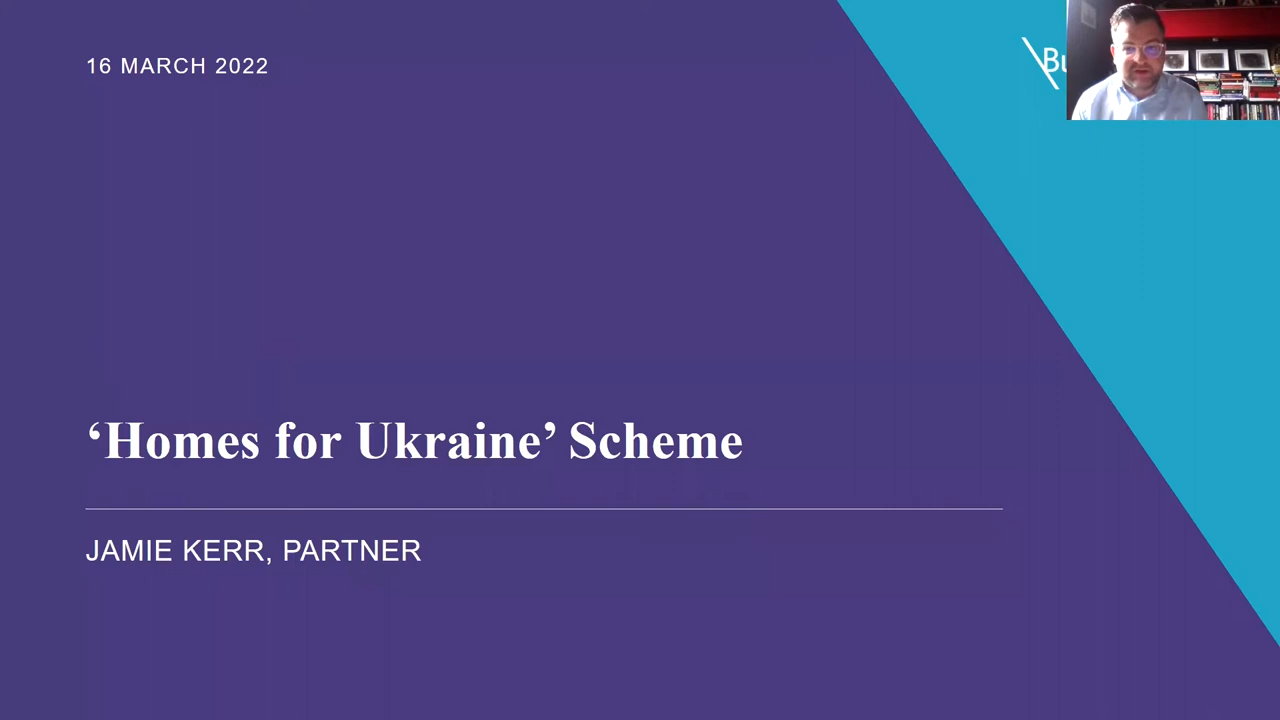 16 MARCH 2022
‘Homes for Ukraine’ Scheme
JAMIE KERR, PARTNER